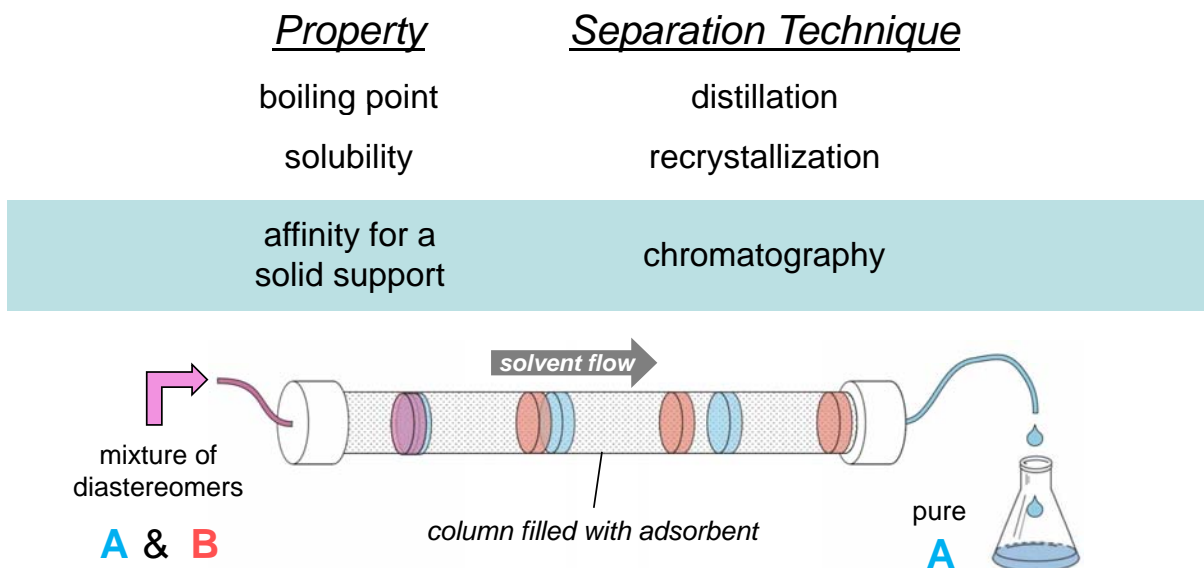 Property Separation Technique
boiling point distillation
solubility recrystallization
affinity for a
solid support
chromatography
solvent flow
mixture of
diastereomers
A & B
column filled with adsorbent
pure
A